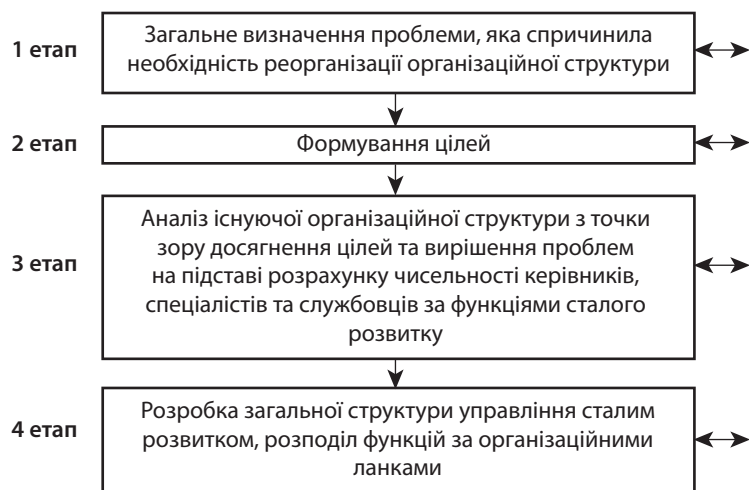 1 етап
Загальне визначення проблеми, яка спричинила
необхідність реорганізації організаційної структури
2 етап
Формування цілей
3 етап
Аналіз існуючої організаційної структури з точки
зору досягнення цілей та вирішення проблем
на підставі розрахунку чисельності керівників,
спеціалістів та службовців за функціями сталого
розвитку
4 етап
Розробка загальної структури управління сталим
розвитком, розподіл функцій за організаційними
ланками